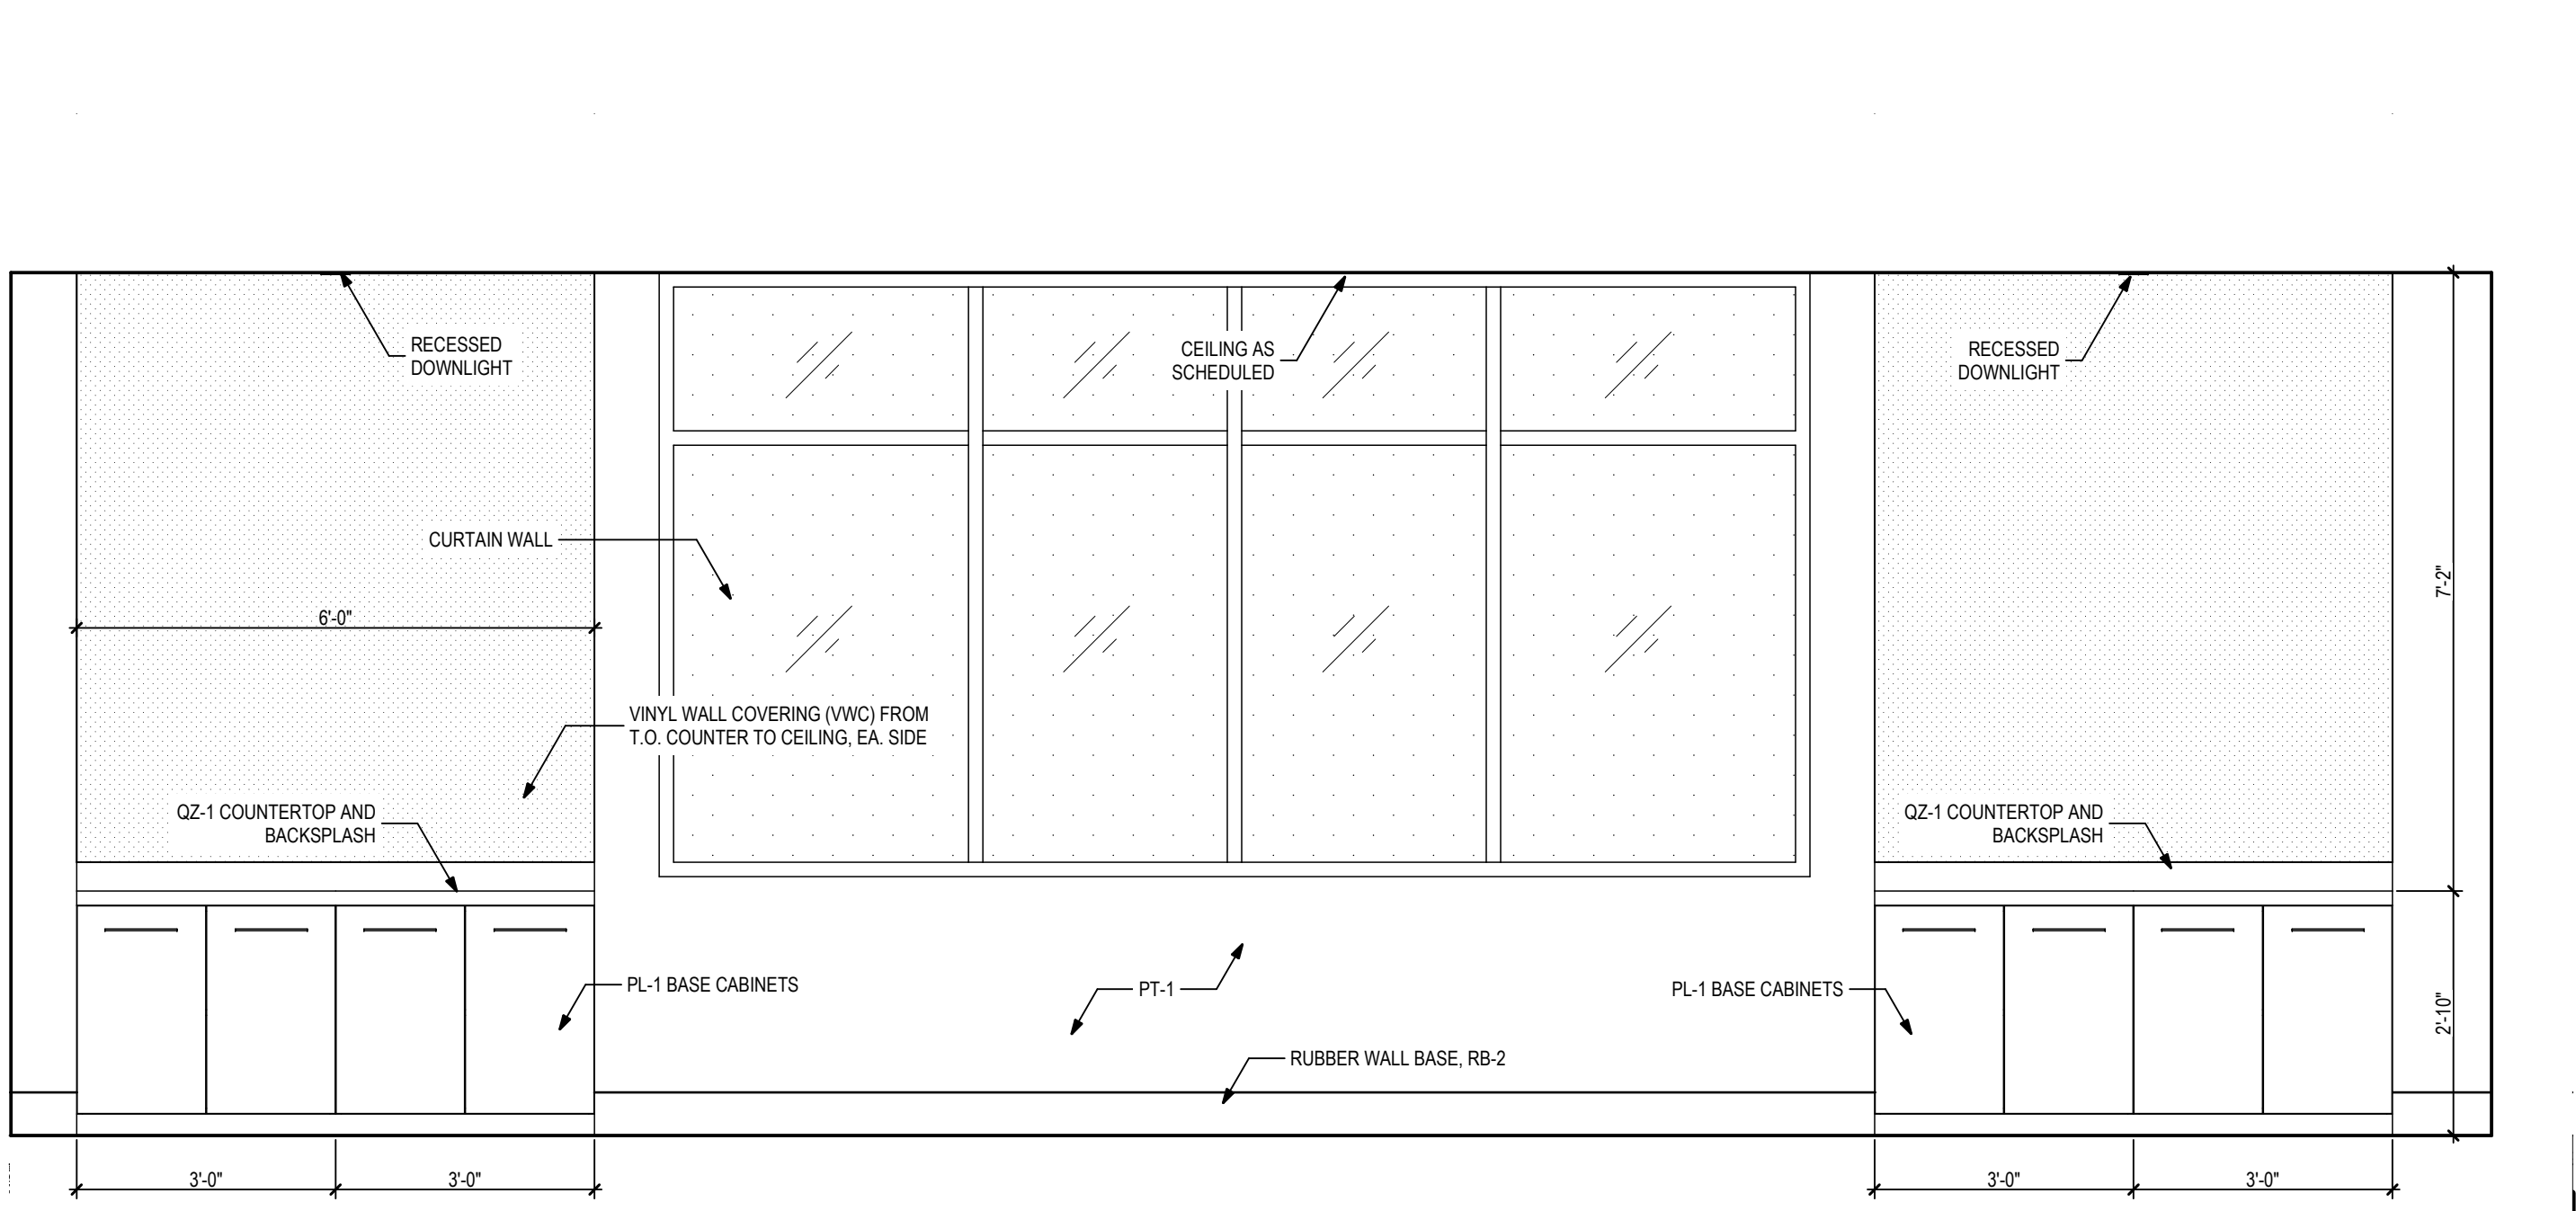 RECESSED
DOWNLIGHT
CEILING AS
SCHEDULED
RECESSED
DOWNLIGHT
CURTAIN WALL
7'-2"
6'-0"
VINYL WALL COVERING (VWC) FROM
T.O. COUNTER TO CEILING, EA. SIDE
QZ-1 COUNTERTOP AND
BACKSPLASH
QZ-1 COUNTERTOP AND
BACKSPLASH
PL-1 BASE CABINETS
PT-1
PL-1 BASE CABINETS
2'-10"
RUBBER WALL BASE, RB-2
3'-0"
3'-0"
3'-0"
3'-0"